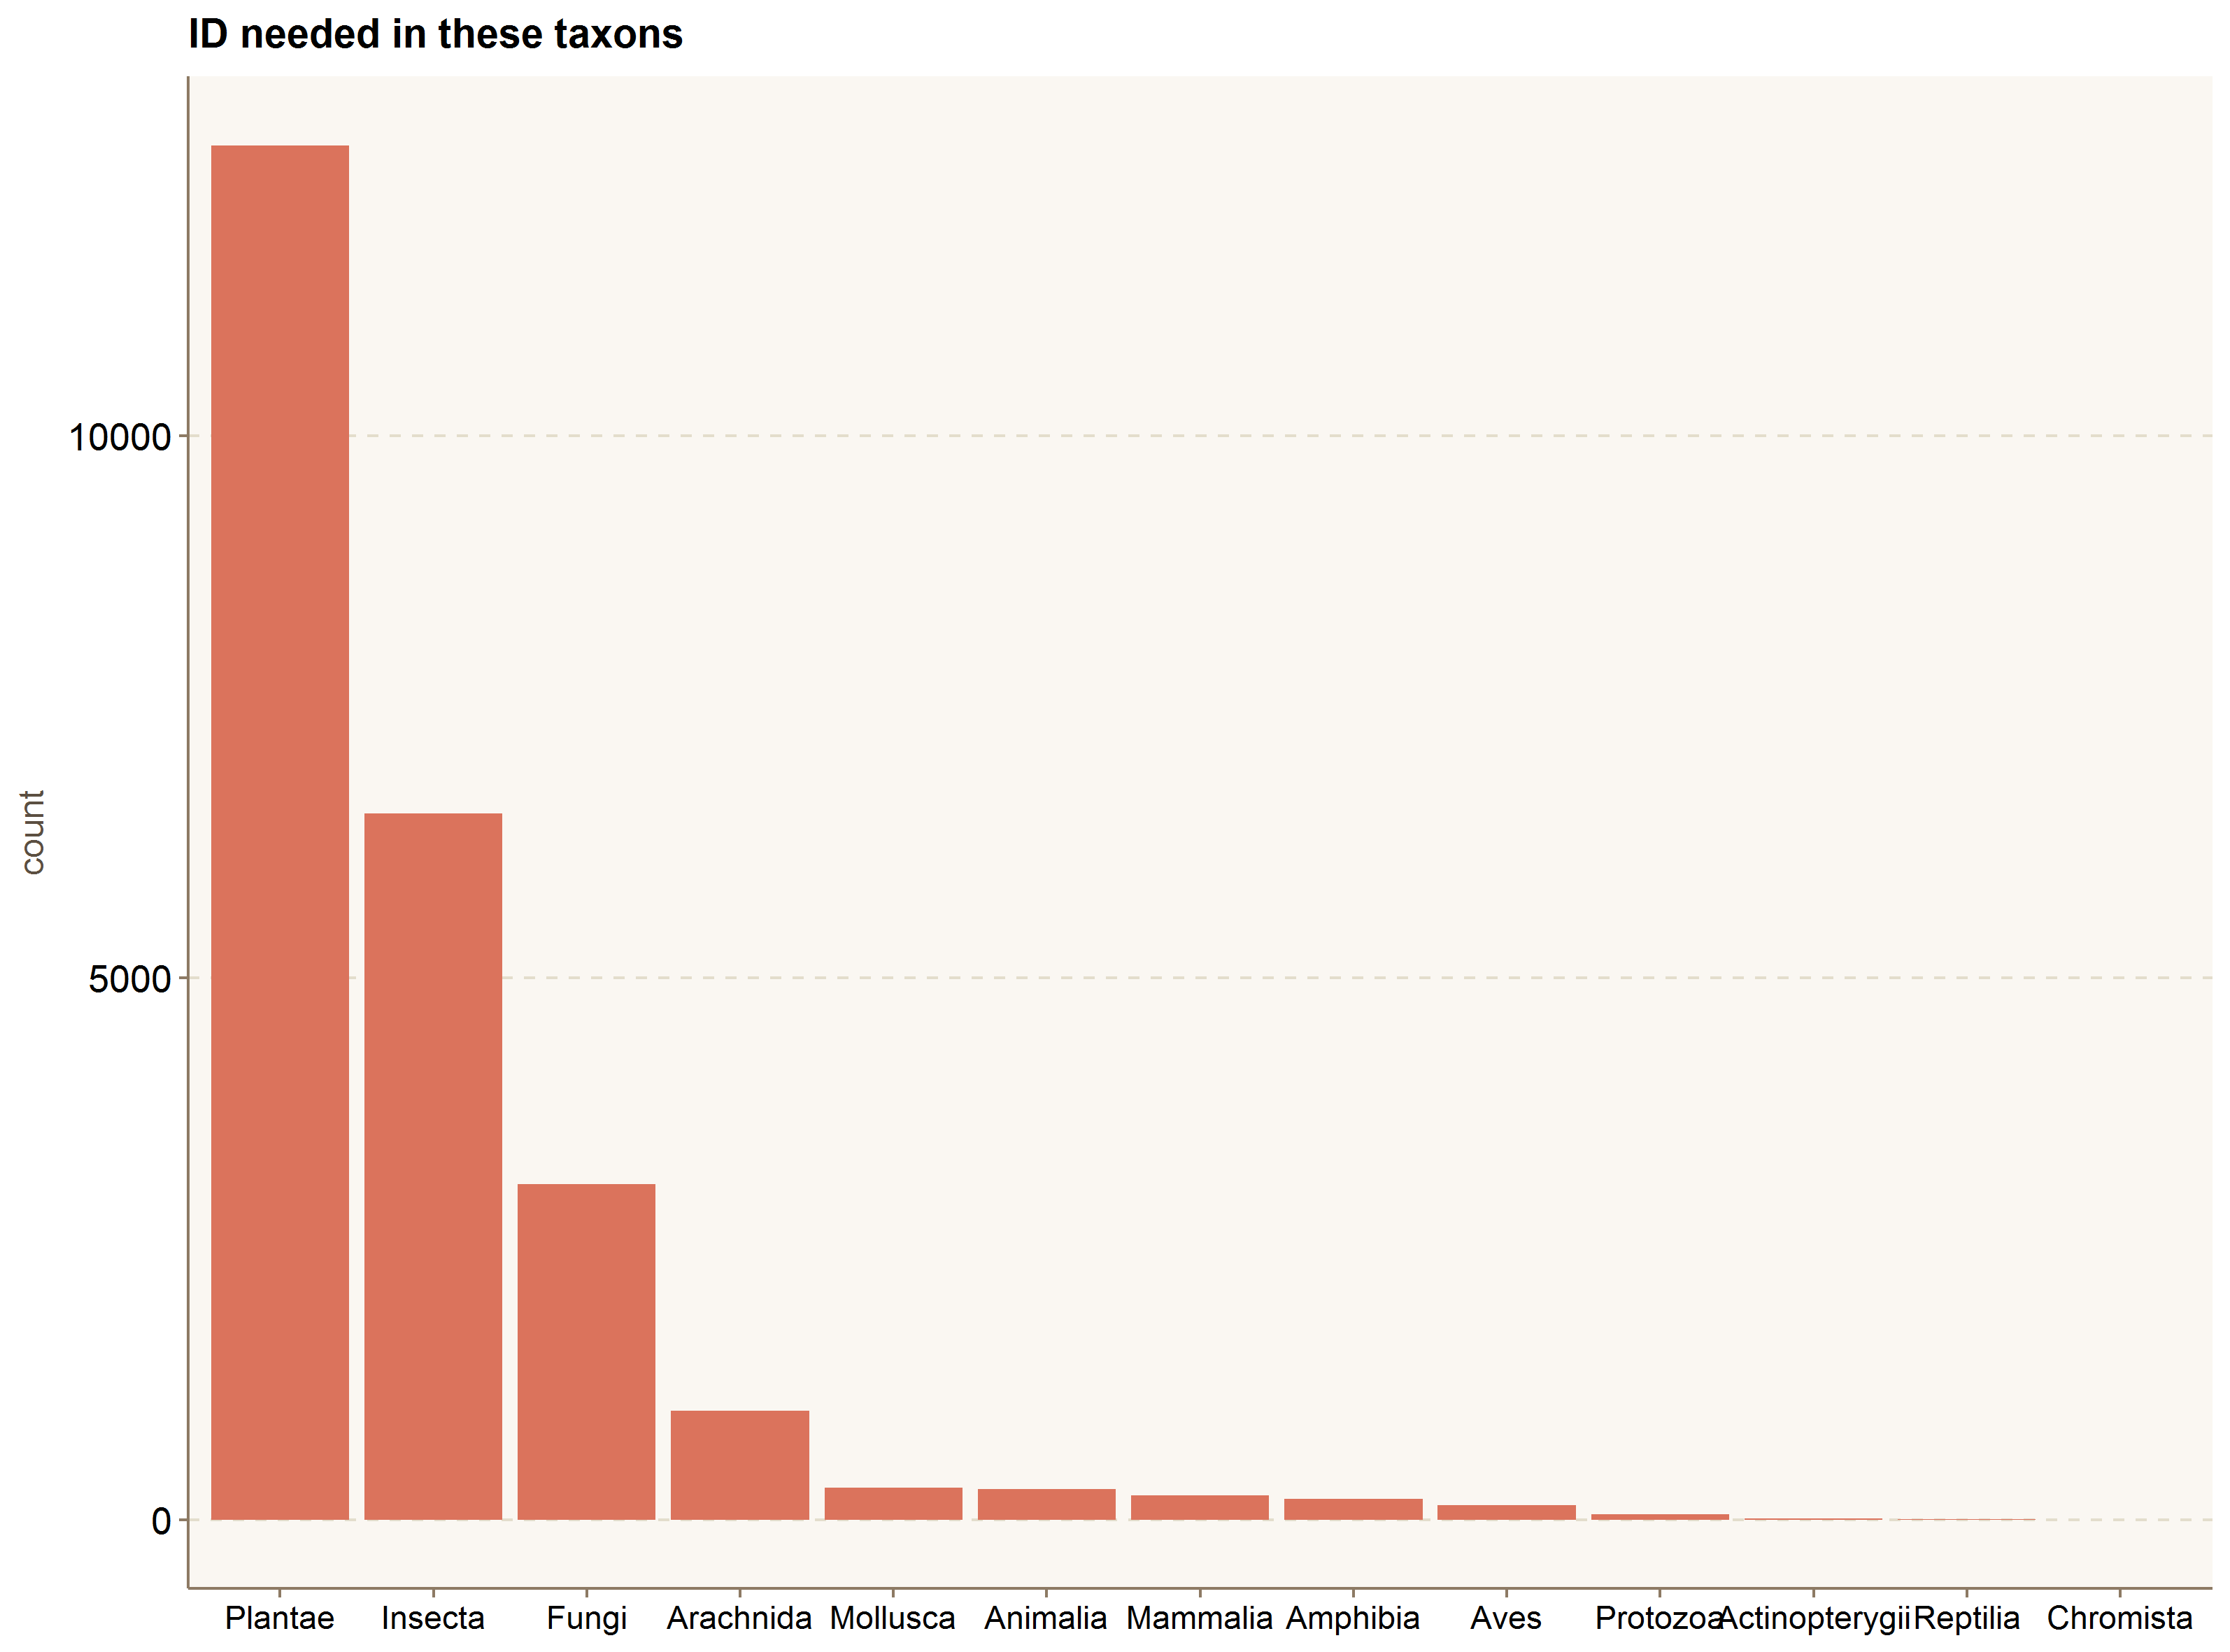 ID needed in these taxons
count
10000
5000
0
Plantae Insecta Fungi Arachnida Mollusca Animalia Mammalia Amphibia Aves Protozoa Actinopterygii Reptilia Chromista